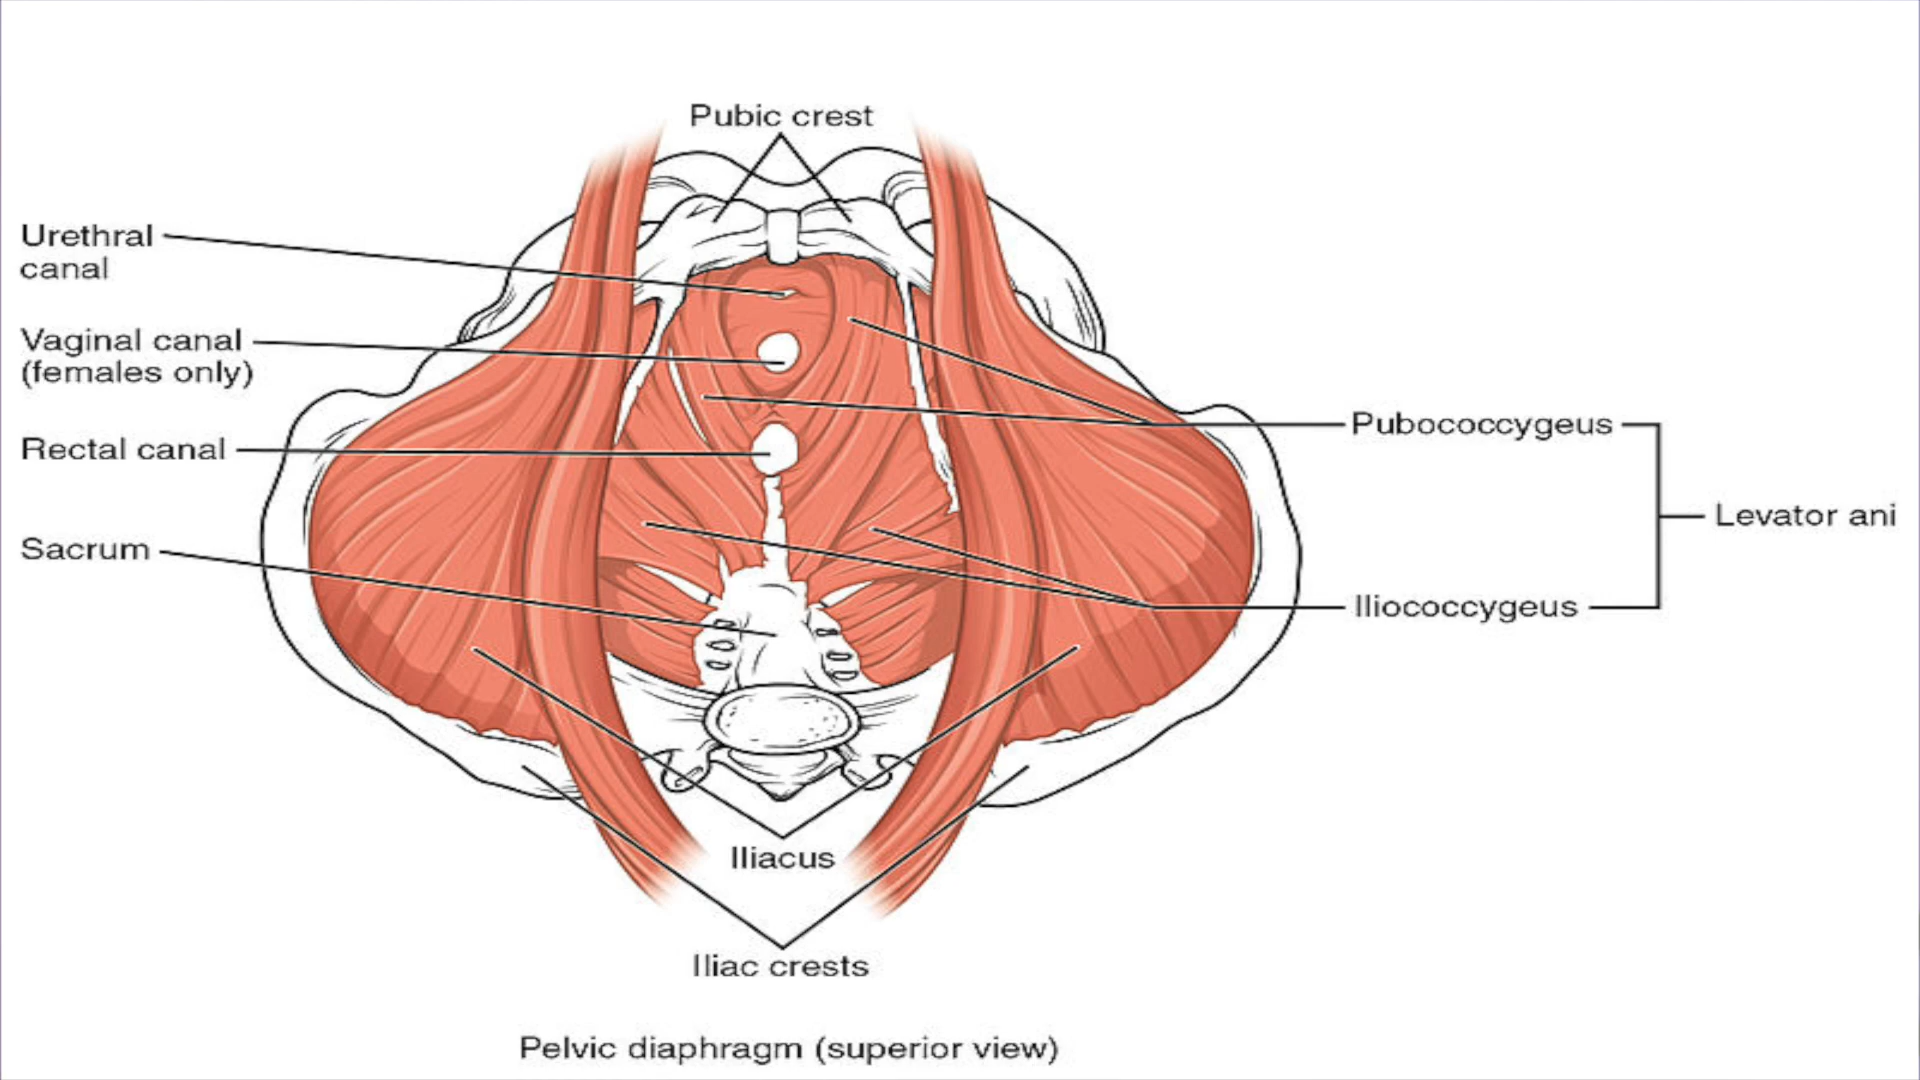 Pubic crest
Urethral
canal
Vaginal canal
(females only)
Rectal canal
Sacrum
Pubococcygeus
Levator ani
Iliococcygeus
Iliacus
Iliac crests
Pelvic diaphragm (superior view)